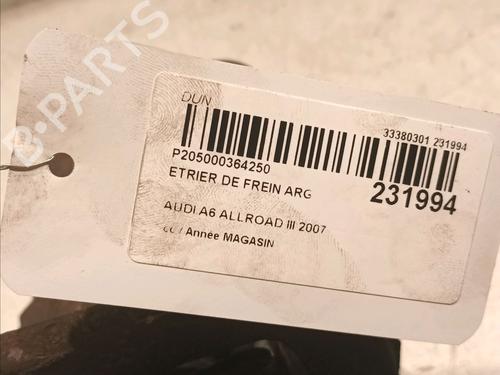 B-PARTS
DUN
33380301 231994
P205000364250
ETRIER DE FREIN ARG
231994
AUDI A6 ALLROAD III 2007
/ Année MAGASIN